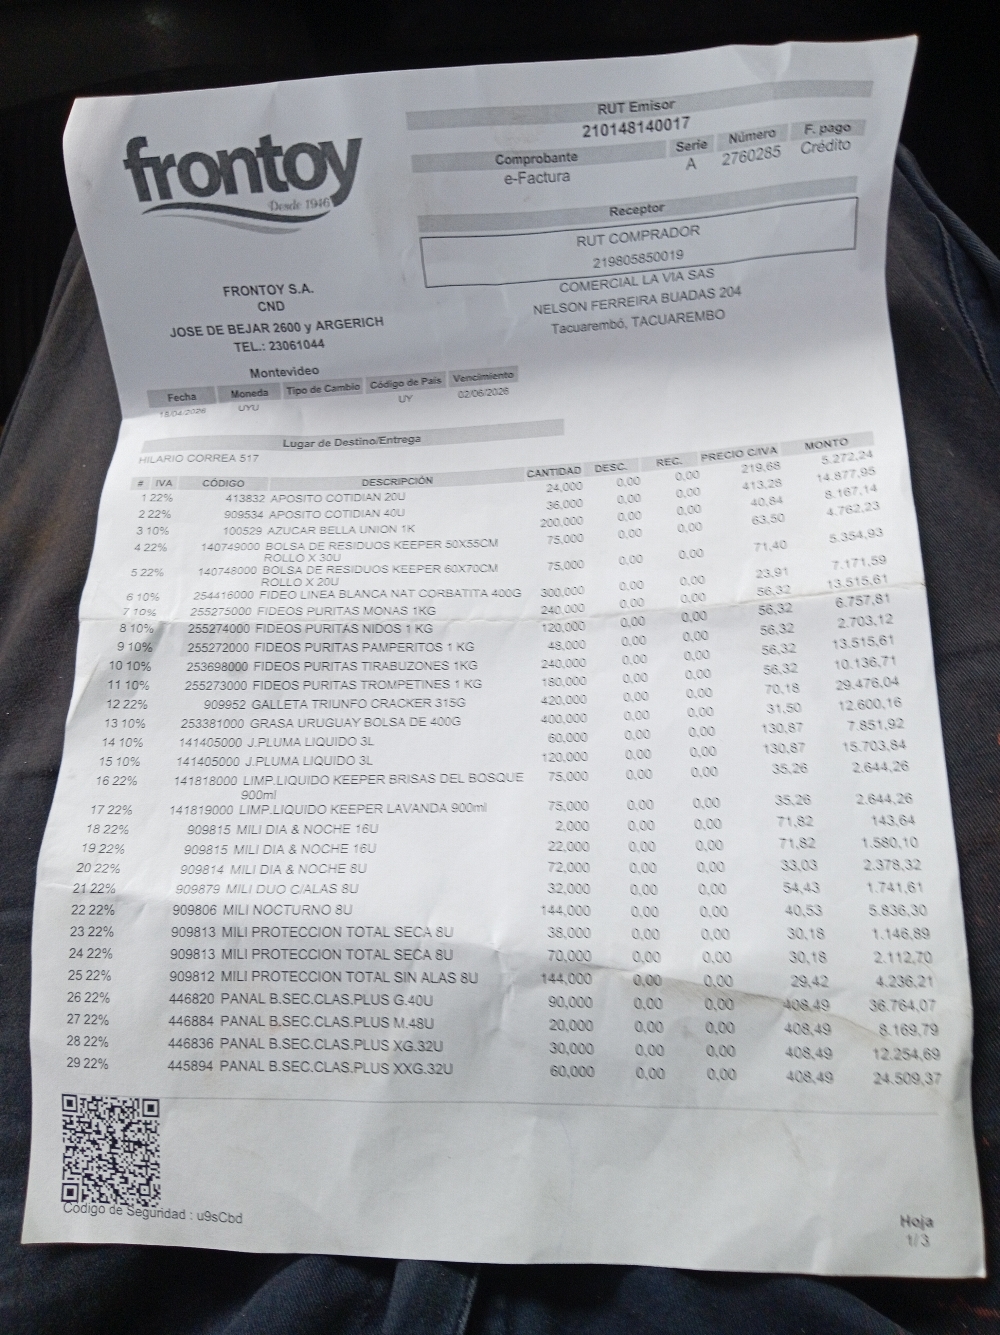 frontoy
Desde 1946
RUT Emisor
210148140017
Comprobante Serie Número F. pago
e-Factura A 2760285 Crédito
Receptor
RUT COMPRADOR
219805850019
COMERCIAL LA VIA SAS
NELSON FERREIRA BUADAS 204
Tacuarembó, TACUAREMBO
FRONTOY S.A.
CND
JOSE DE BEJAR 2600 y ARGERICH
TEL.: 23061044
Montevideo
Fecha Moneda Tipo de Cambio Código de País Vencimiento
18/04/2026 UYU UY 02/06/2026
Lugar de Destino/Entrega
HILARIO CORREA 517
# IVA CÓDIGO DESCRIPCIÓN CANTIDAD DESC. REC. PRECIO C/IVA MONTO
1 22% 413832 APOSITO COTIDIAN 20U 24,000 0,00 0,00 219,68 5.272,24
2 22% 909534 APOSITO COTIDIAN 40U 36,000 0,00 0,00 413,28 14.877,95
3 10% 100529 AZUCAR BELLA UNION 1K 200,000 0,00 0,00 40,84 8.167,14
4 22% 140749000 BOLSA DE RESIDUOS KEEPER 50X55CM 75,000 0,00 0,00 63,50 4.762,23
ROLLO X 30U
5 22% 140748000 BOLSA DE RESIDUOS KEEPER 60X70CM 75,000 0,00 0,00 71,40 5.354,93
ROLLO X 20U
6 10% 254416000 FIDEO LINEA BLANCA NAT CORBATITA 400G 300,000 0,00 0,00 23,91 7.171,59
7 10% 255275000 FIDEOS PURITAS MONAS 1KG 240,000 0,00 0,00 56,32 13.515,61
8 10% 255274000 FIDEOS PURITAS NIDOS 1 KG 120,000 0,00 0,00 56,32 6.757,81
9 10% 255272000 FIDEOS PURITAS PAMPERITOS 1 KG 48,000 0,00 0,00 56,32 2.703,12
10 10% 253698000 FIDEOS PURITAS TIRABUZONES 1KG 240,000 0,00 0,00 56,32 13.515,61
11 10% 255273000 FIDEOS PURITAS TROMPETINES 1 KG 180,000 0,00 0,00 56,32 10.136,71
12 22% 909952 GALLETA TRIUNFO CRACKER 315G 420,000 0,00 0,00 70,18 29.476,04
13 10% 253381000 GRASA URUGUAY BOLSA DE 400G 400,000 0,00 0,00 31,50 12.600,16
14 10% 141405000 J.PLUMA LIQUIDO 3L 60,000 0,00 0,00 130,87 7.851,92
15 10% 141405000 J.PLUMA LIQUIDO 3L 120,000 0,00 0,00 130,87 15.703,84
16 22% 141818000 LIMP.LIQUIDO KEEPER BRISAS DEL BOSQUE 75,000 0,00 0,00 35,26 2.644,26
900ml
17 22% 141819000 LIMP.LIQUIDO KEEPER LAVANDA 900ml 75,000 0,00 0,00 35,26 2.644,26
18 22% 909815 MILI DIA & NOCHE 16U 2,000 0,00 0,00 71,82 143,64
19 22% 909815 MILI DIA & NOCHE 16U 22,000 0,00 0,00 71,82 1.580,10
20 22% 909814 MILI DIA & NOCHE 8U 72,000 0,00 0,00 33,03 2.378,32
21 22% 909879 MILI DUO C/ALAS 8U 32,000 0,00 0,00 54,43 1.741,61
22 22% 909806 MILI NOCTURNO 8U 144,000 0,00 0,00 40,53 5.836,30
23 22% 909813 MILI PROTECCION TOTAL SECA 8U 38,000 0,00 0,00 30,18 1.146,89
24 22% 909813 MILI PROTECCION TOTAL SECA 8U 70,000 0,00 0,00 30,18 2.112,70
25 22% 909812 MILI PROTECCION TOTAL SIN ALAS 8U 144,000 0,00 0,00 29,42 4.236,21
26 22% 446820 PANAL B.SEC.CLAS.PLUS G.40U 90,000 0,00 0,00 408,49 36.764,07
27 22% 446884 PANAL B.SEC.CLAS.PLUS M.48U 20,000 0,00 0,00 408,49 8.169,79
28 22% 446836 PANAL B.SEC.CLAS.PLUS XG.32U 30,000 0,00 0,00 408,49 12.254,69
29 22% 445894 PANAL B.SEC.CLAS.PLUS XXG.32U 60,000 0,00 0,00 408,49 24.509,37
Código de Seguridad : u9sCbd
Hoja
1/3